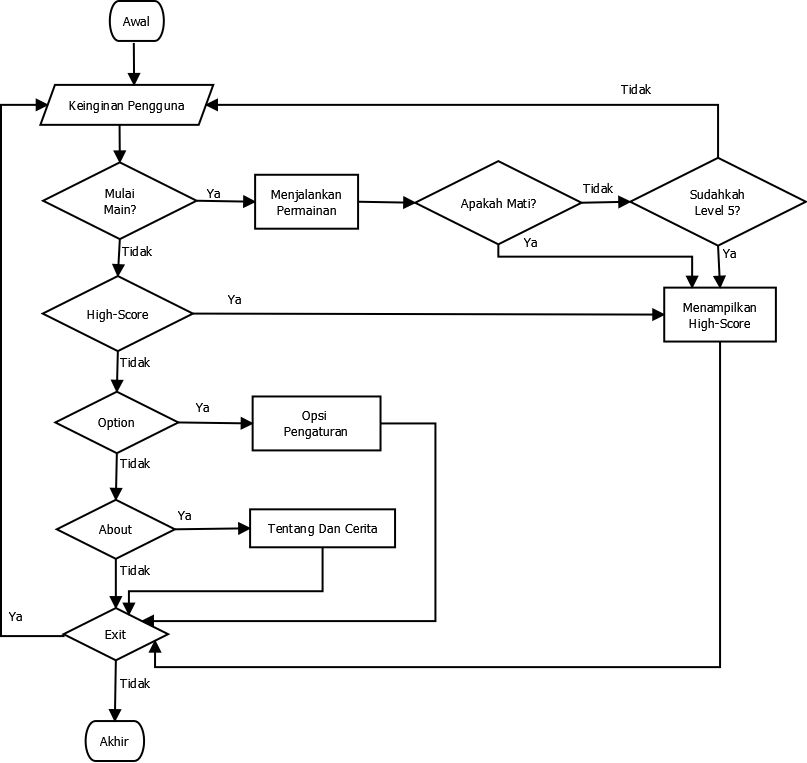 Awal
Keinginan Pengguna
Tidak
Mulai
Main?
Ya
Menjalankan
Permainan
Apakah Mati?
Tidak
Sudahkah
Level 5?
Ya
Ya
Tidak
High-Score
Ya
Menampilkan
High-Score
Tidak
Option
Ya
Opsi
Pengaturan
Tidak
About
Ya
Tentang Dan Cerita
Tidak
Exit
Ya
Tidak
Akhir